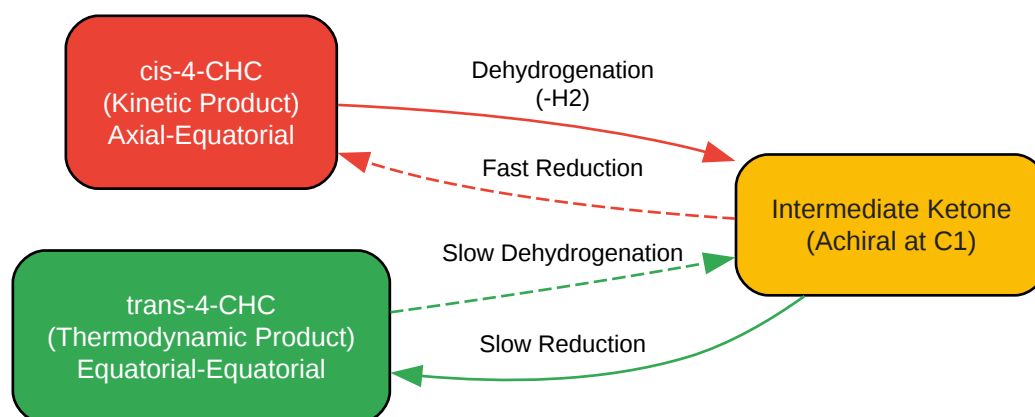 cis-4-CHC
(Kinetic Product)
Axial-Equatorial
Dehydrogenation
(-H2)
Fast Reduction
Intermediate Ketone
(Achiral at C1)
Slow Dehydrogenation
trans-4-CHC
(Thermodynamic Product)
Equatorial-Equatorial
Slow Reduction